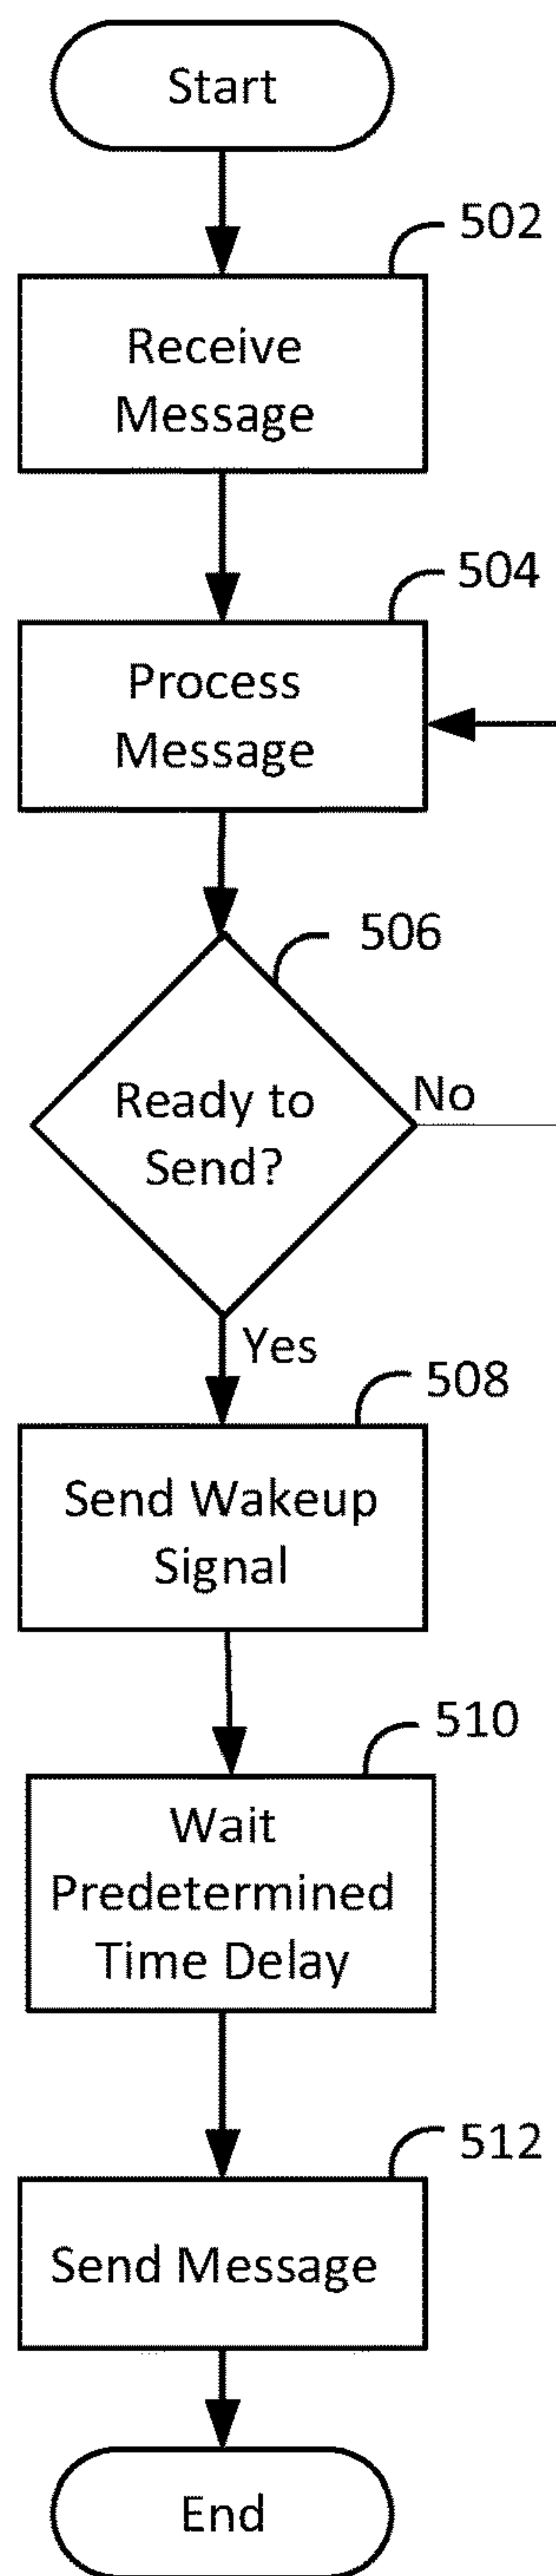 Start
502
Receive
Message
504
Process
Message
506
Ready to
Send?
No
Yes
508
Send Wakeup
Signal
510
Wait
Predetermined
Time Delay
512
Send Message
End